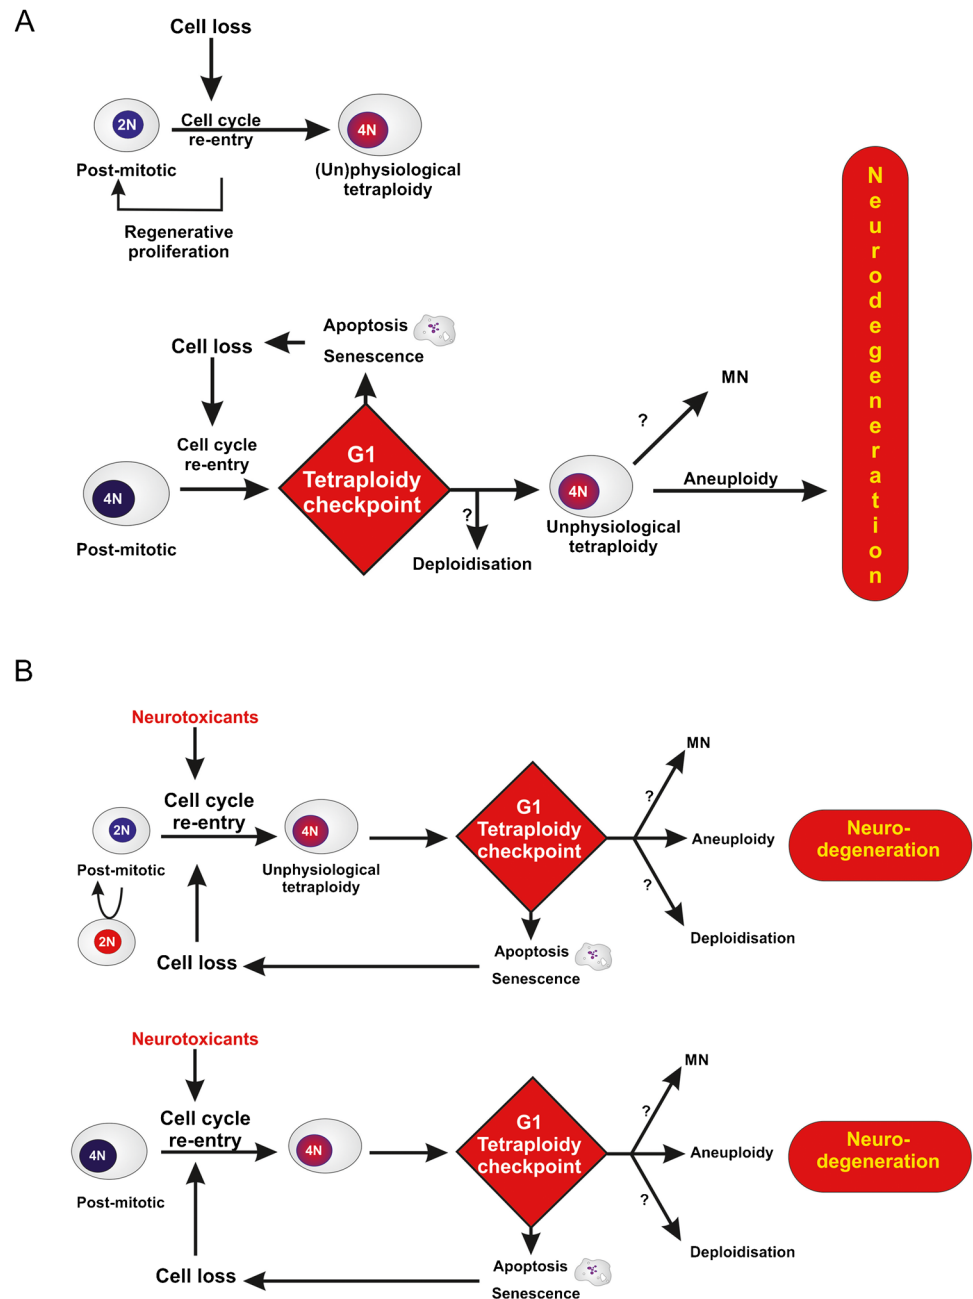 A
Cell loss
2N
Cell cycle
re-entry
4N
Post-mitotic
(Un)physiological
tetraploidy
Regenerative
proliferation
Apoptosis
Senescence
Cell loss
Cell cycle
re-entry
4N
Post-mitotic
G1
Tetraploidy
checkpoint
?
Deploidisation
4N
Unphysiological
tetraploidy
?
MN
Aneuploidy
Neurodegeneration
B
Neurotoxicants
Cell cycle
re-entry
2N
Post-mitotic
2N
4N
Unphysiological
tetraploidy
G1
Tetraploidy
checkpoint
MN
?
Aneuploidy
?
Deploidisation
Neuro-
degeneration
Apoptosis
Senescence
Cell loss
Neurotoxicants
Cell cycle
re-entry
4N
Post-mitotic
4N
G1
Tetraploidy
checkpoint
MN
?
Aneuploidy
?
Deploidisation
Neuro-
degeneration
Apoptosis
Senescence
Cell loss